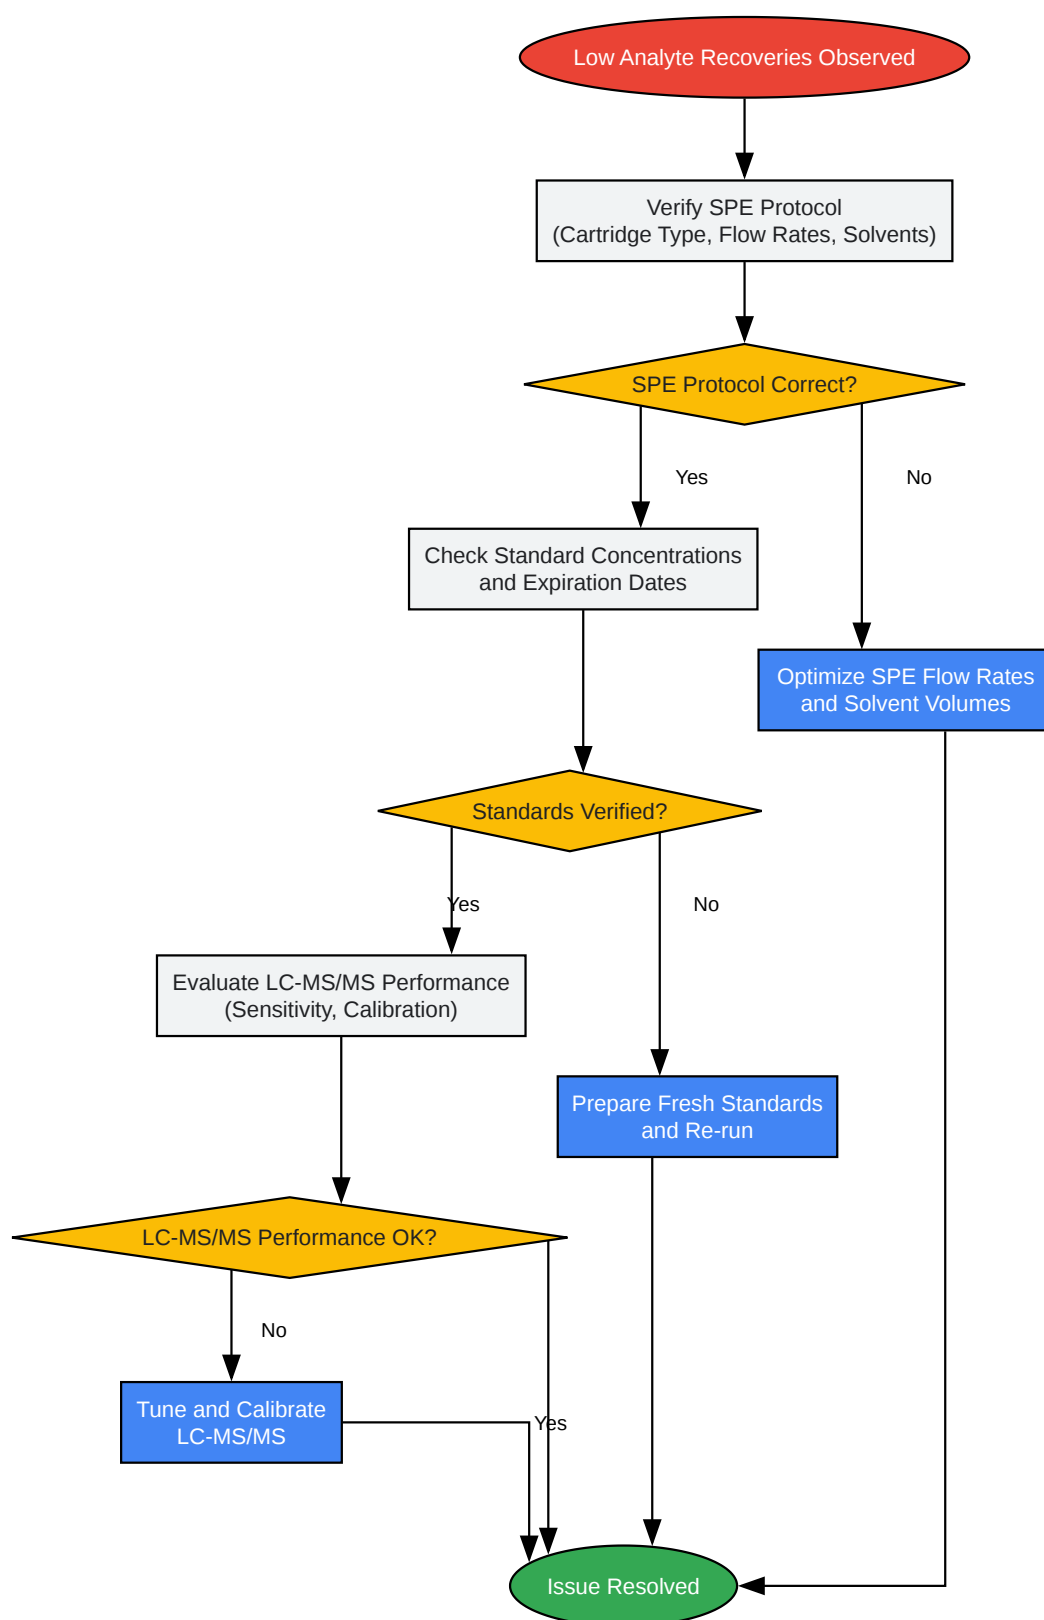 Low Analyte Recoveries Observed
Verify SPE Protocol
(Cartridge Type, Flow Rates, Solvents)
SPE Protocol Correct?
Yes
No
Check Standard Concentrations
and Expiration Dates
Optimize SPE Flow Rates
and Solvent Volumes
Standards Verified?
Yes
No
Evaluate LC-MS/MS Performance
(Sensitivity, Calibration)
Prepare Fresh Standards
and Re-run
LC-MS/MS Performance OK?
No
Tune and Calibrate
LC-MS/MS
Yes
Issue Resolved